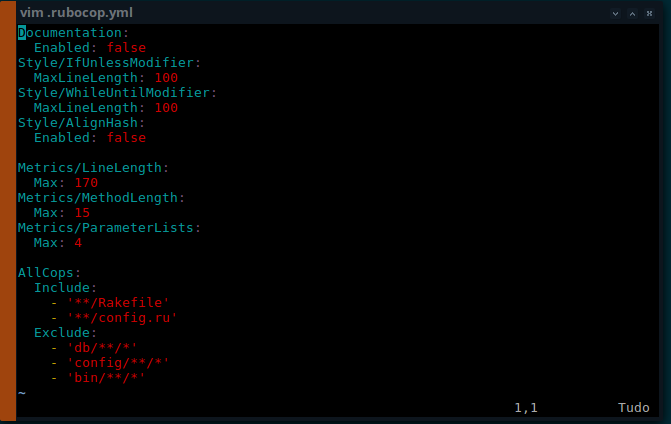 vim .rubocop.yml
Documentation:
  Enabled: false
Style/IfUnlessModifier:
  MaxLineLength: 100
Style/WhileUntilModifier:
  MaxLineLength: 100
Style/AlignHash:
  Enabled: false

Metrics/LineLength:
  Max: 170
Metrics/MethodLength:
  Max: 15
Metrics/ParameterLists:
  Max: 4

AllCops:
  Include:
    - '**/Rakefile'
    - '**/config.ru'
  Exclude:
    - 'db/**/*'
    - 'config/**/*'
    - 'bin/**/*'
~
1,1 Tudo